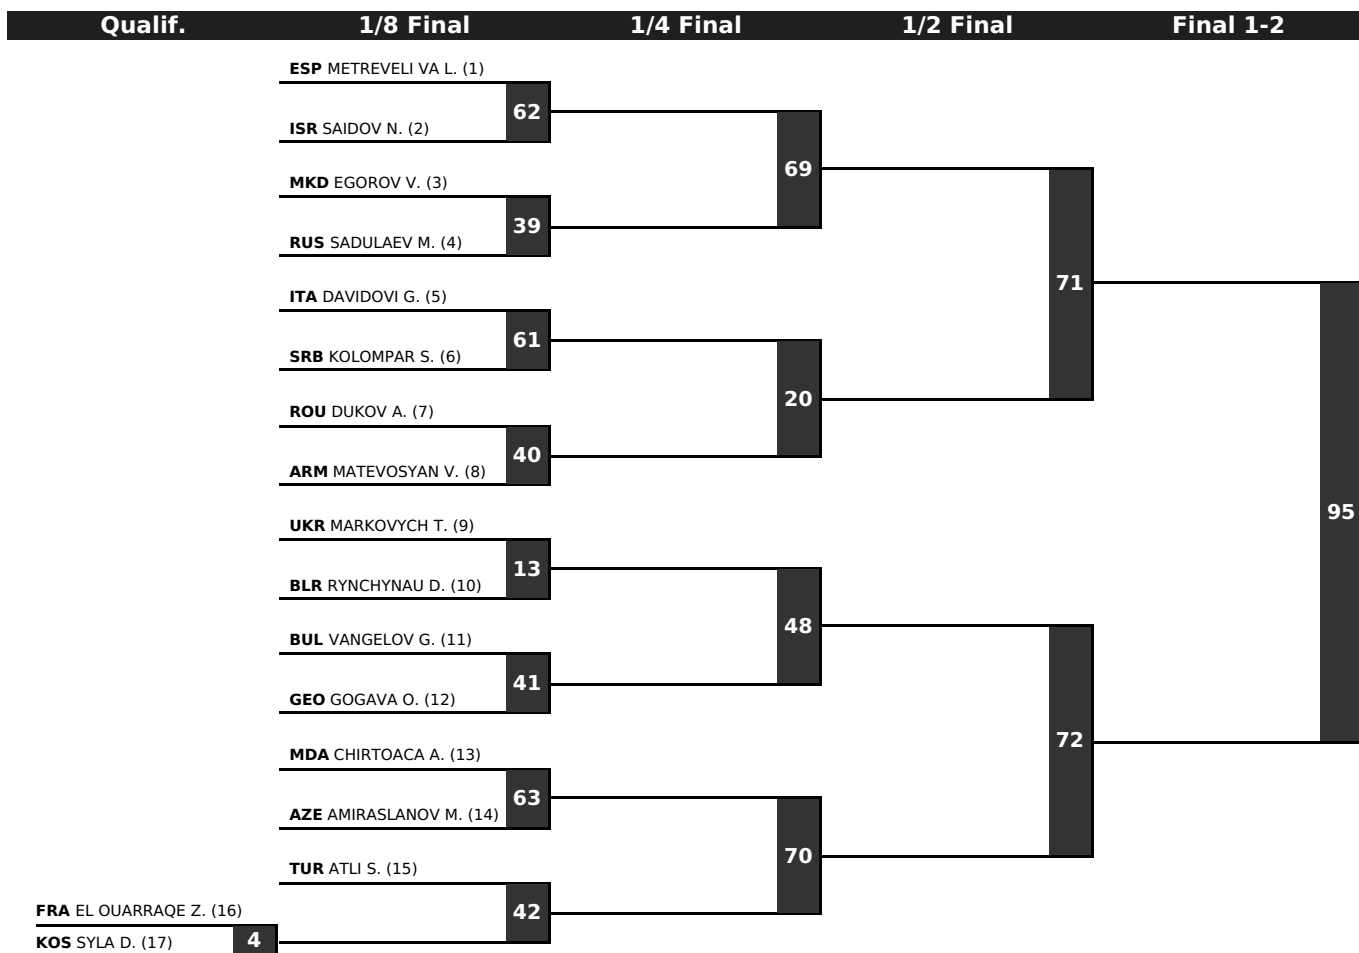 Qualif. 1/8 Final 1/4 Final 1/2 Final Final 1-2
ESP METREVELI VA L. (1)
62
ISR SAIDOV N. (2)
69
MKD EGOROV V. (3)
39
RUS SADULAEV M. (4)
71
ITA DAVIDOVI G. (5)
61
SRB KOLOMPAR S. (6)
20
ROU DUKOV A. (7)
40
ARM MATEVOSYAN V. (8)
95
UKR MARKOVYCH T. (9)
13
BLR RYNCHYNAU D. (10)
48
BUL VANGELOV G. (11)
41
GEO GOGAVA O. (12)
72
MDA CHIRTOACA A. (13)
63
AZE AMIRASLANOV M. (14)
70
TUR ATLI S. (15)
42
FRA EL OUARRAQE Z. (16)
4
KOS SYLA D. (17)